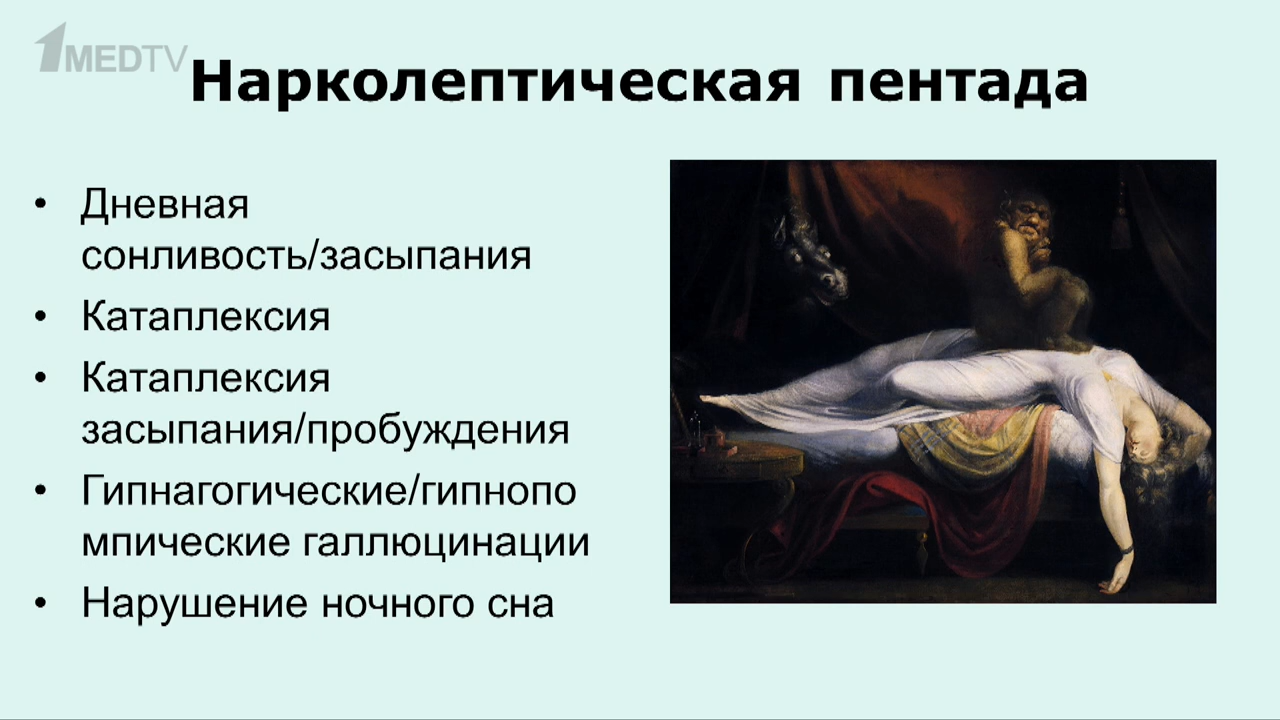 1MEDTV
Нарколептическая пентада
• Дневная
сонливость/засыпания
• Катаплексия
• Катаплексия
засыпания/пробуждения
• Гипнагогические/гипнопо
мпические галлюцинации
• Нарушение ночного сна